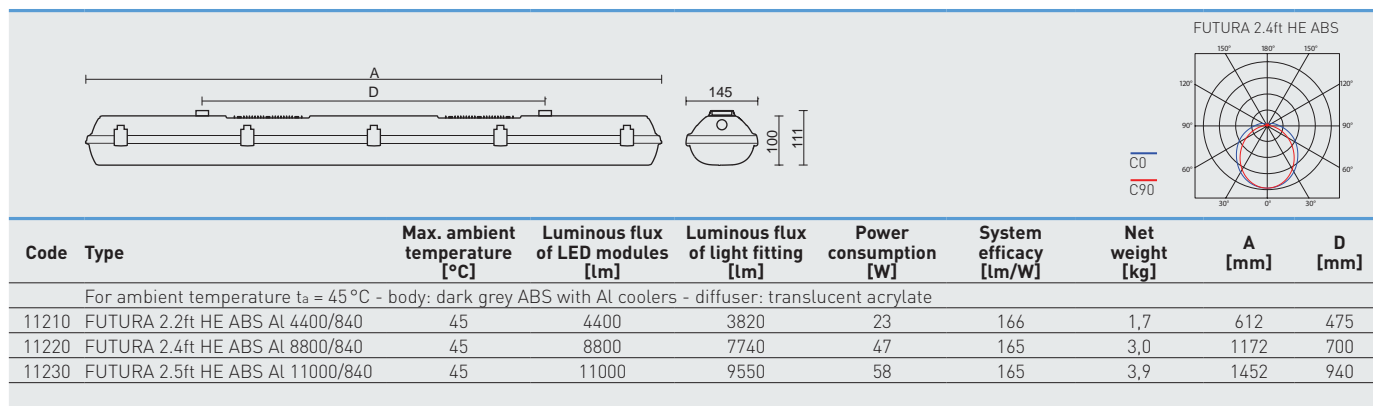 FUTURA 2.4ft HE ABS
150° 180° 150°
A
D
145
100
111
120° 120°
90° 90°
60° 60°
30° 0° 30°
C0
C90
Code Type Max. ambient temperature [°C] Luminous flux of LED modules [lm] Luminous flux of light fitting [lm] Power consumption [W] System efficacy [lm/W] Net weight [kg] A [mm] D [mm]
For ambient temperature ta = 45°C - body: dark grey ABS with Al coolers - diffuser: translucent acrylate
11210 FUTURA 2.2ft HE ABS Al 4400/840 45 4400 3820 23 166 1,7 612 475
11220 FUTURA 2.4ft HE ABS Al 8800/840 45 8800 7740 47 165 3,0 1172 700
11230 FUTURA 2.5ft HE ABS Al 11000/840 45 11000 9550 58 165 3,9 1452 940